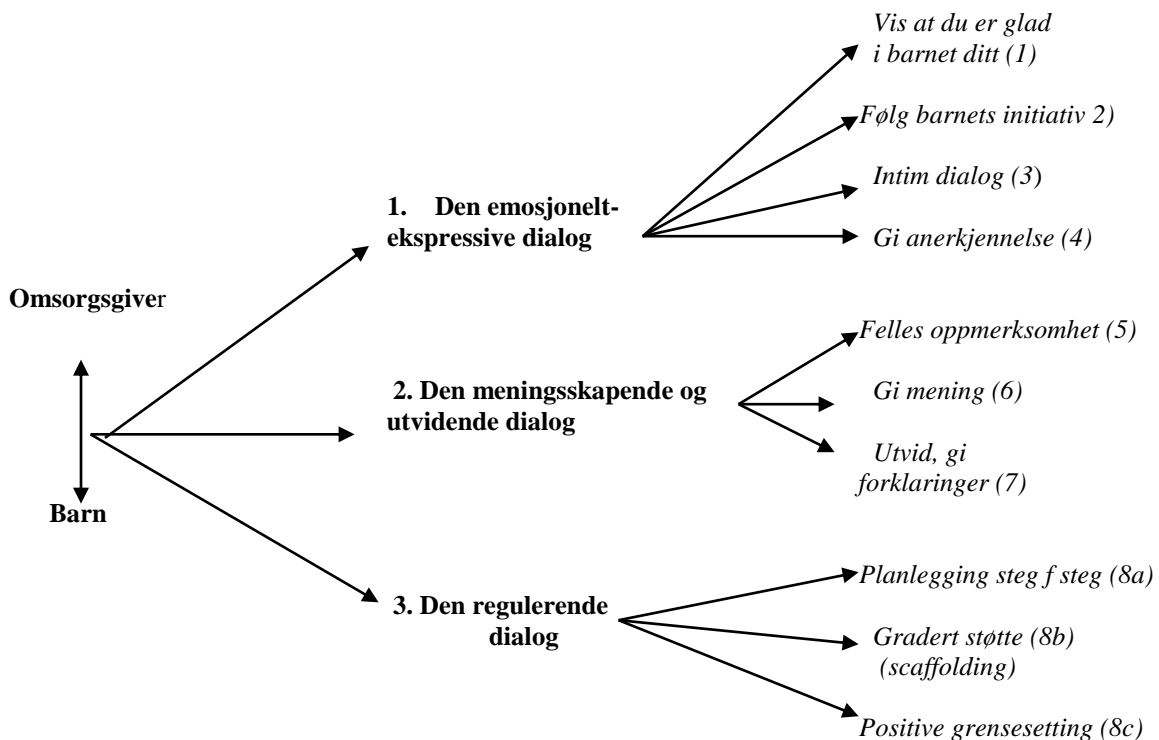 Omsorgsgiver
Barn
1. Den emosjonelt-
ekspressive dialog
Vis at du er glad
i barnet ditt (1)
Følg barnets initiativ 2)
Intim dialog (3)
Gi anerkjennelse (4)
2. Den meningsskapende og
utvidende dialog
Felles oppmerksomhet (5)
Gi mening (6)
Utvid, gi
forklaringer (7)
3. Den regulerende
dialog
Planlegging steg f steg (8a)
Gradert støtte (8b)
(scaffolding)
Positive grensesetting (8c)